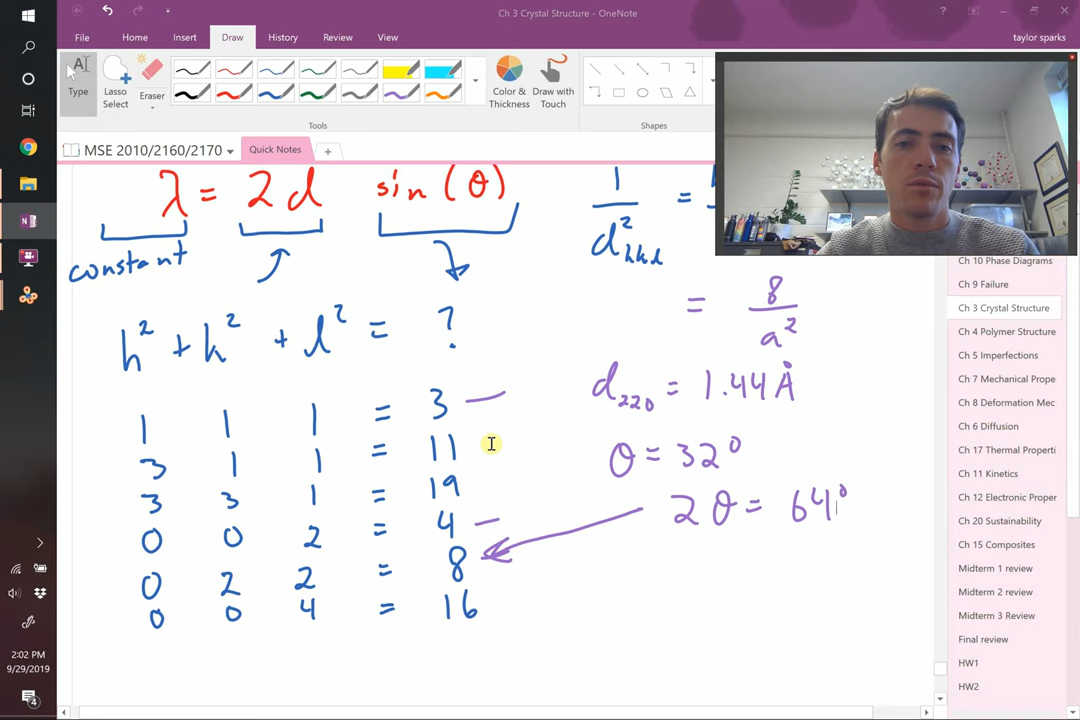 Ch 3 Crystal Structure - OneNote
taylor sparks
File Home Insert Draw History Review View
Type
Lasso Select
Eraser
Color & Thickness
Draw with Touch
Tools
Shapes
MSE 2010/2160/2170
Quick Notes
λ = 2d sin (θ)
constant
h² + k² + l² = ?
1 1 1 = 3
3 1 1 = 11
3 3 1 = 19
0 0 2 = 4
0 2 2 = 8
0 0 4 = 16
1/d²hkl =
= 8/a²
d220 = 1.44 Å
θ = 32°
2θ = 64°
Ch 10 Phase Diagrams
Ch 9 Failure
Ch 3 Crystal Structure
Ch 4 Polymer Structure
Ch 5 Imperfections
Ch 7 Mechanical Prope
Ch 8 Deformation Mec
Ch 6 Diffusion
Ch 17 Thermal Properti
Ch 11 Kinetics
Ch 12 Electronic Proper
Ch 20 Sustainability
Ch 15 Composites
Midterm 1 review
Midterm 2 review
Midterm 3 Review
Final review
HW1
HW2
2:02 PM
9/29/2019
4